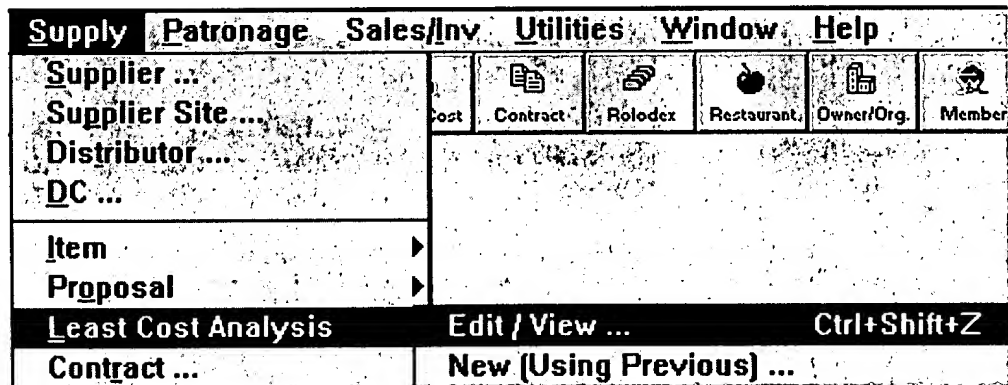 Supply Patronage Sales/Inv Utilities Window Help
Supplier ...
Supplier Site ...
Distributor ...
DC ...
Cost Contract Rolodex Restaurant Owner/Org. Member
Item
Proposal
Least Cost Analysis Edit / View ... Ctrl+Shift+Z
Contract ... New (Using Previous) ...